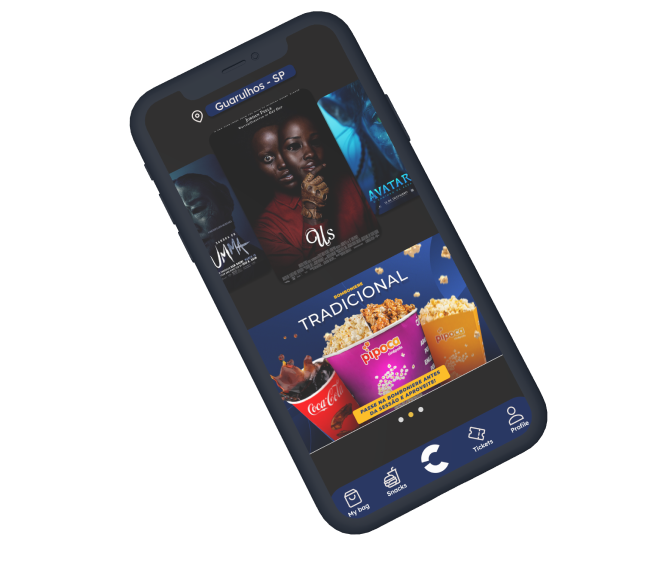 Guarulhos - SP
Us
UMMA
AVATAR
BOMBONIERE
TRADICIONAL
pipoca
pipoca
Coca-Cola
PASSE NA BOMBONIERE ANTES
DA SESSÃO E APROVEITE!
My bag
Snacks
Tickets
Profile